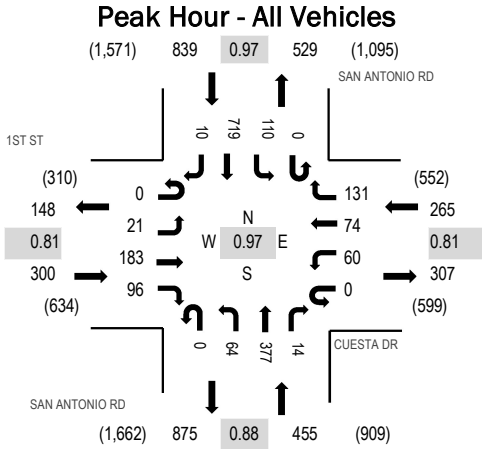 Peak Hour - All Vehicles
(1,571) 839 0.97 529 (1,095)
SAN ANTONIO RD
1ST ST
10 719 110 0
(310)
(552)
0
131
148
265
21
74
N
0.81
W 0.97 E
0.81
183
60
S
300
307
96
0
(634)
(599)
0 64 377 14
CUESTA DR
SAN ANTONIO RD
(1,662) 875 0.88 455 (909)